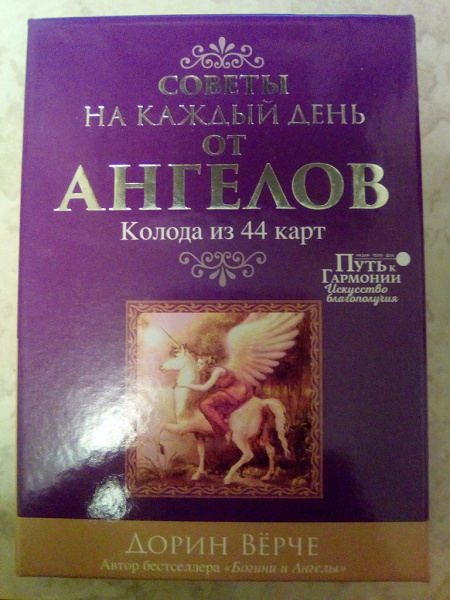 СОВЕТЫ
НА КАЖДЫЙ ДЕНЬ
ОТ
АНГЕЛОВ
Колода из 44 карт
ПУТЬ К
ГАРМОНИИ
Искусство
благополучия
ДОРИН ВЁРЧЕ
Автор бестселлера «Богини и Ангелы»